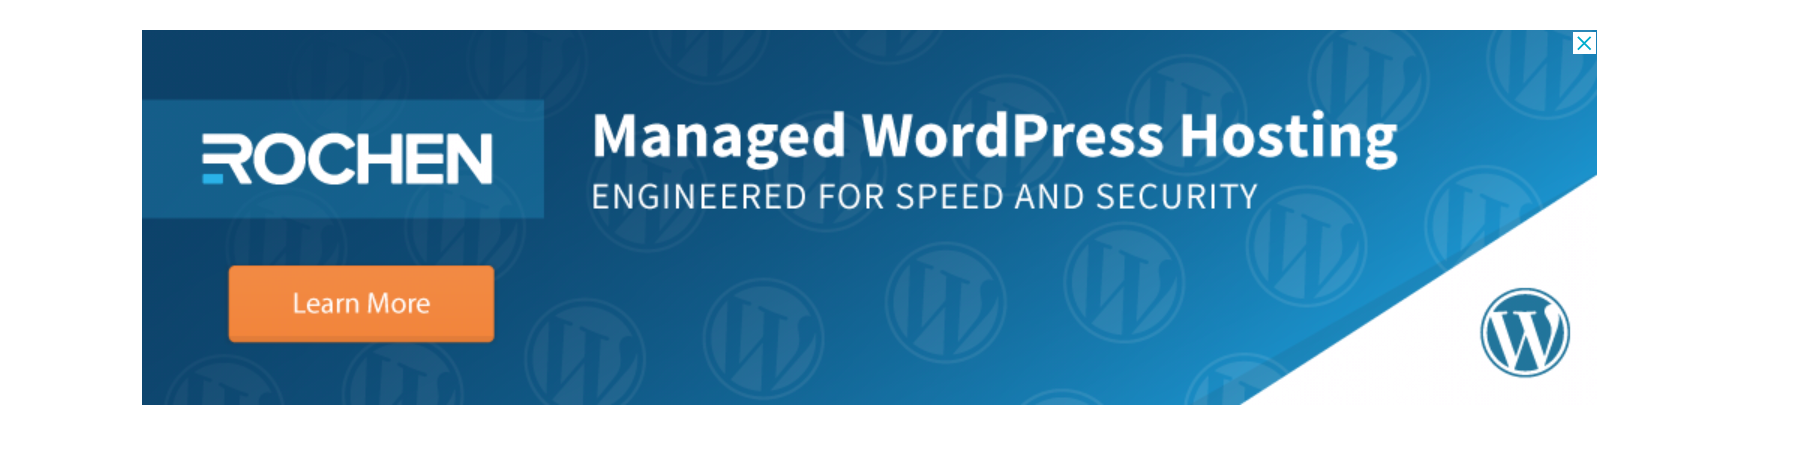 ROCHEN
Managed WordPress Hosting
ENGINEERED FOR SPEED AND SECURITY
Learn More